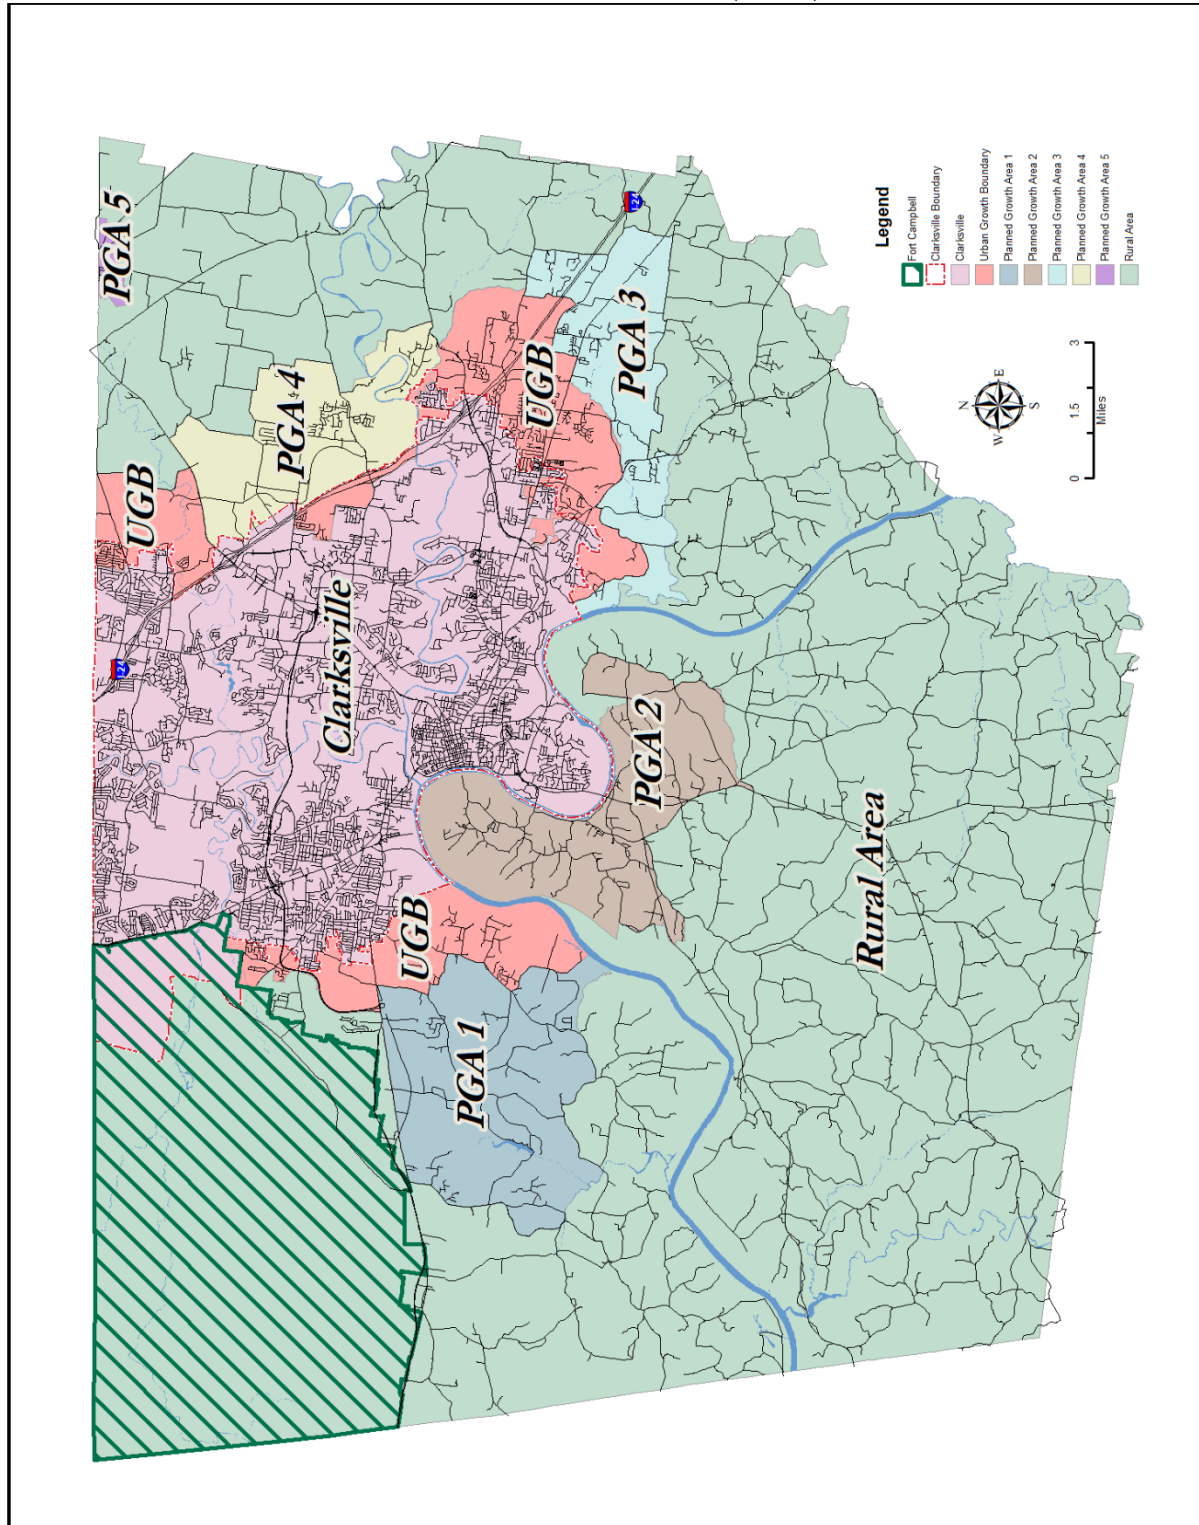 PGA 5
UGB
PGA 4
I-24
I-24
Clarksville
UGB
PGA 3
PGA 2
UGB
PGA 1
Rural Area
Legend
Fort Campbell
Clarksville Boundary
Clarksville
Urban Growth Boundary
Planned Growth Area 1
Planned Growth Area 2
Planned Growth Area 3
Planned Growth Area 4
Planned Growth Area 5
Rural Area
N
W
E
S
0
1.5
3
Miles